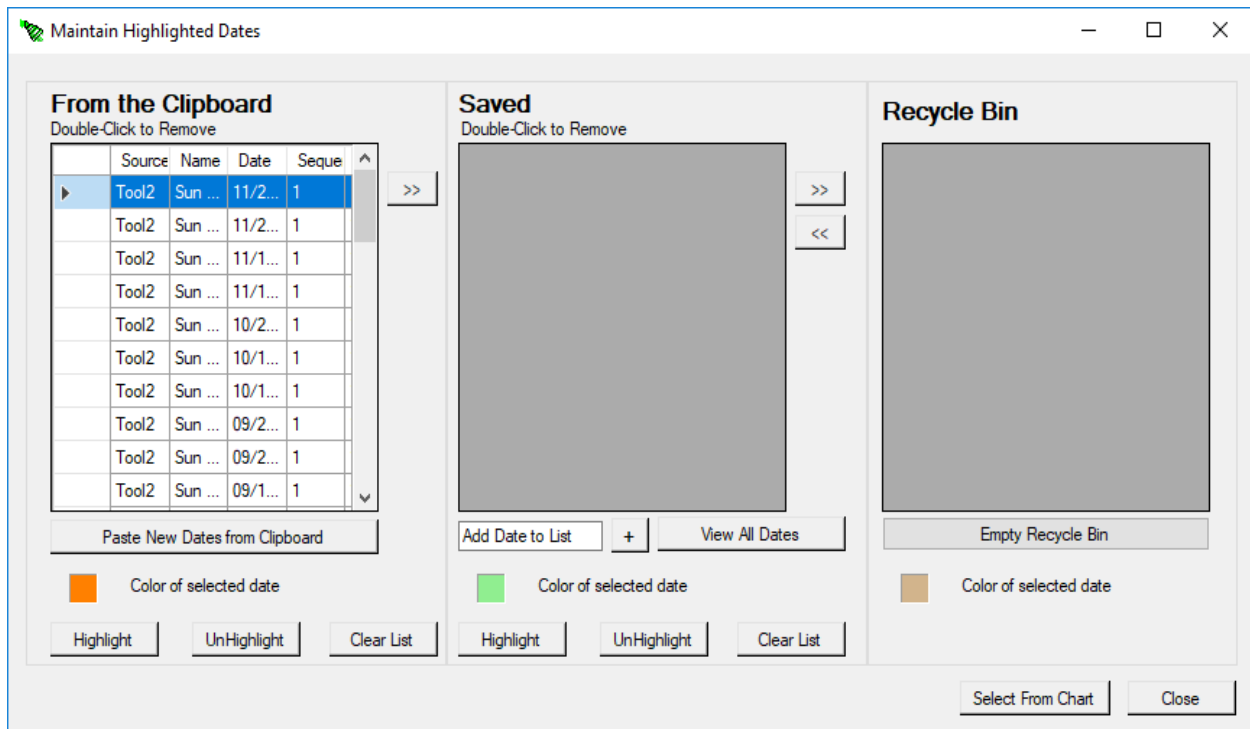 Maintain Highlighted Dates
From the Clipboard
Double-Click to Remove
Source Name Date Seque
Tool2 Sun ... 11/2... 1
Tool2 Sun ... 11/2... 1
Tool2 Sun ... 11/1... 1
Tool2 Sun ... 11/1... 1
Tool2 Sun ... 10/2... 1
Tool2 Sun ... 10/1... 1
Tool2 Sun ... 10/1... 1
Tool2 Sun ... 09/2... 1
Tool2 Sun ... 09/2... 1
Tool2 Sun ... 09/1... 1
>>
Paste New Dates from Clipboard
Color of selected date
Highlight UnHighlight Clear List
Saved
Double-Click to Remove
>>
<<
Add Date to List + View All Dates
Color of selected date
Highlight UnHighlight Clear List
Recycle Bin
Empty Recycle Bin
Color of selected date
Select From Chart Close